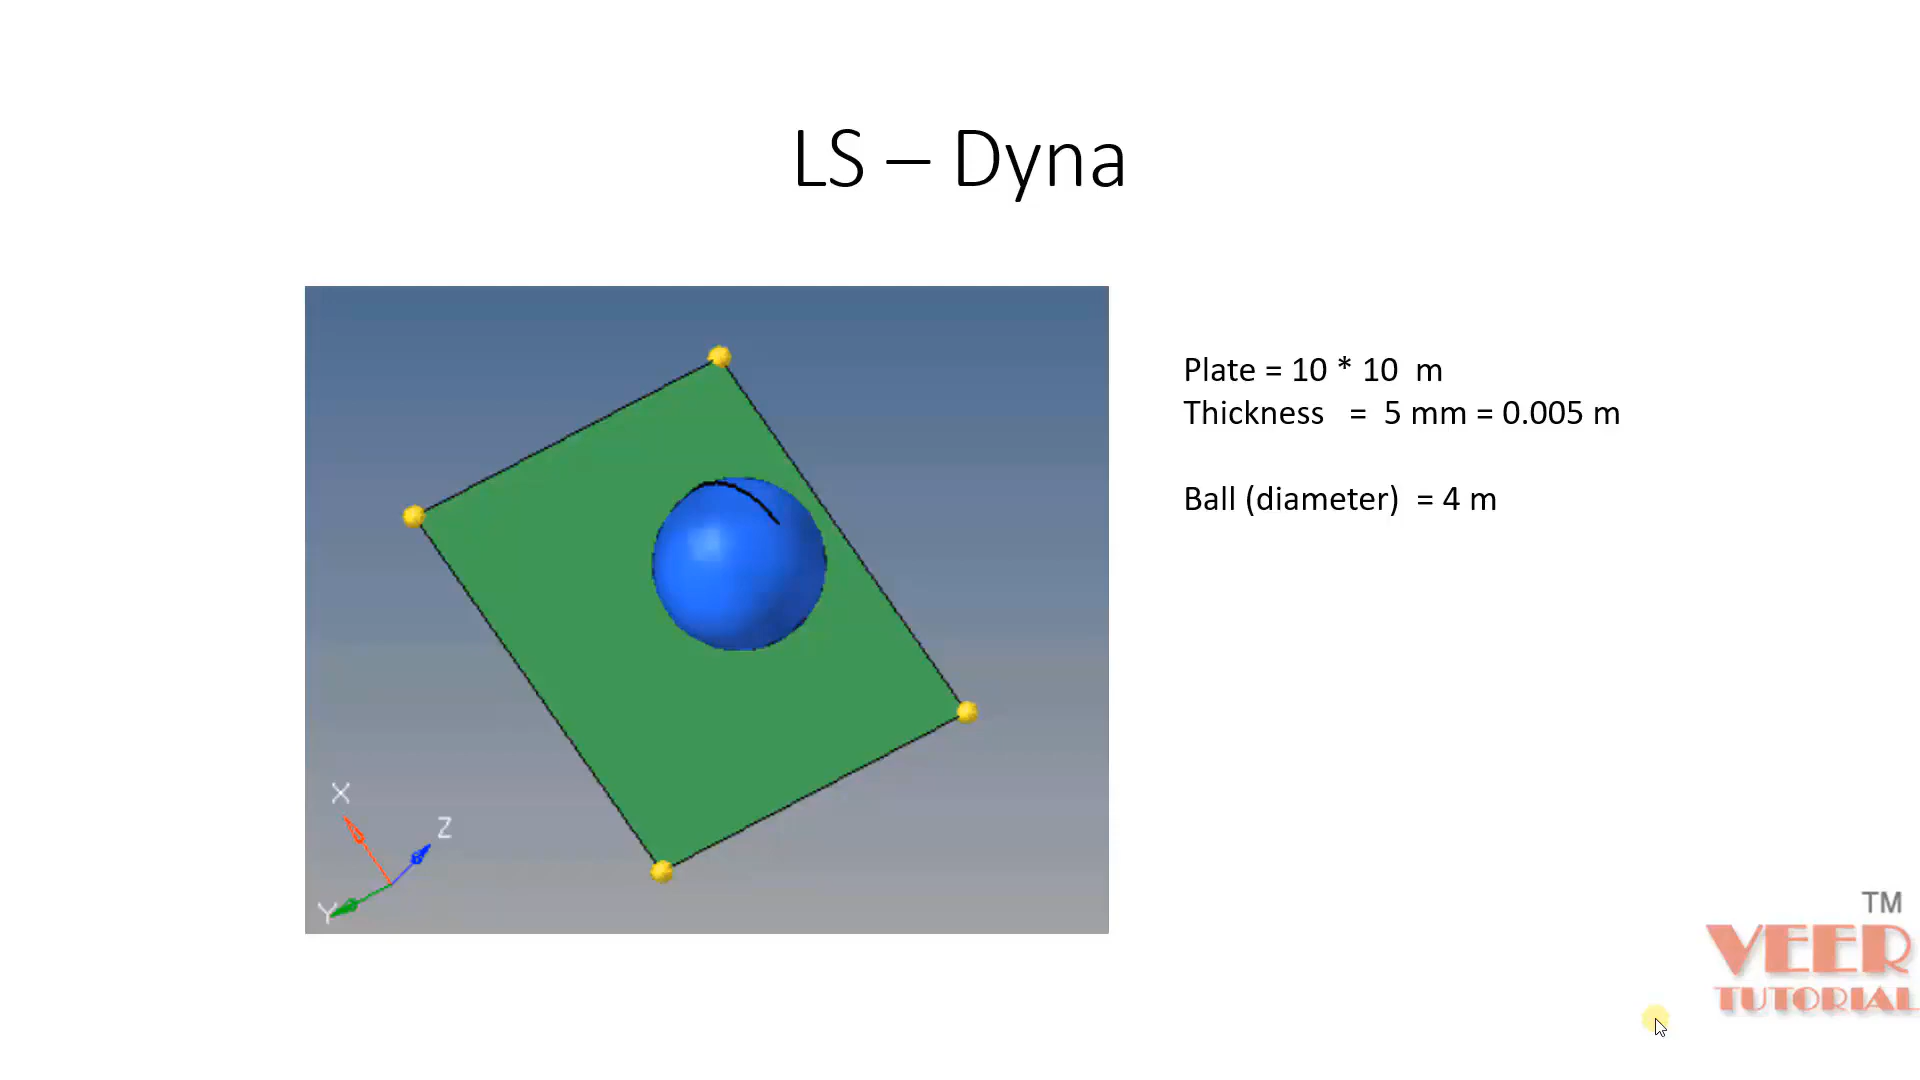 LS – Dyna
Plate = 10 * 10 m
Thickness = 5 mm = 0.005 m
Ball (diameter) = 4 m
X
Z
Y
TM
VEER
TUTORIAL